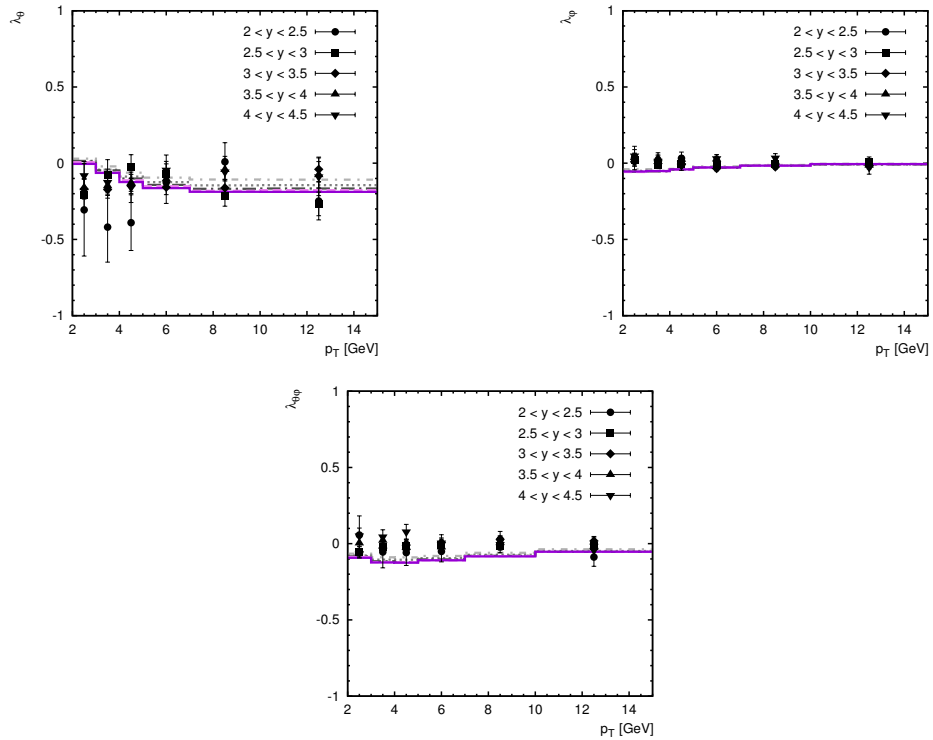 λθ
1
0.5
0
-0.5
-1
2 4 6 8 10 12 14
pT [GeV]
2 < y < 2.5
2.5 < y < 3
3 < y < 3.5
3.5 < y < 4
4 < y < 4.5
λφ
1
0.5
0
-0.5
-1
2 4 6 8 10 12 14
pT [GeV]
2 < y < 2.5
2.5 < y < 3
3 < y < 3.5
3.5 < y < 4
4 < y < 4.5
λθφ
1
0.5
0
-0.5
-1
2 4 6 8 10 12 14
pT [GeV]
2 < y < 2.5
2.5 < y < 3
3 < y < 3.5
3.5 < y < 4
4 < y < 4.5